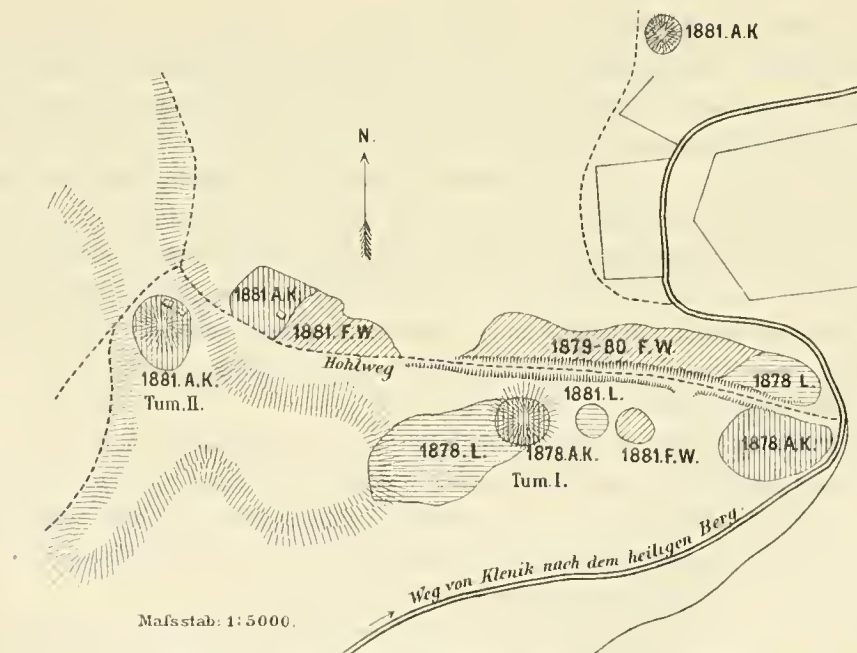 1881.A.K
N.
1881 A.K.
1881. F.W.
1879-80 F.W.
Hohlweg
1878 L.
1881.A.K.
Tum.II.
1881.L.
1878.L.
1878.A.K.
Tum.I.
1881.F.W.
1878.A.K.
Weg von Klenik nach dem heiligen Berg.
Maſsstab: 1:5000.